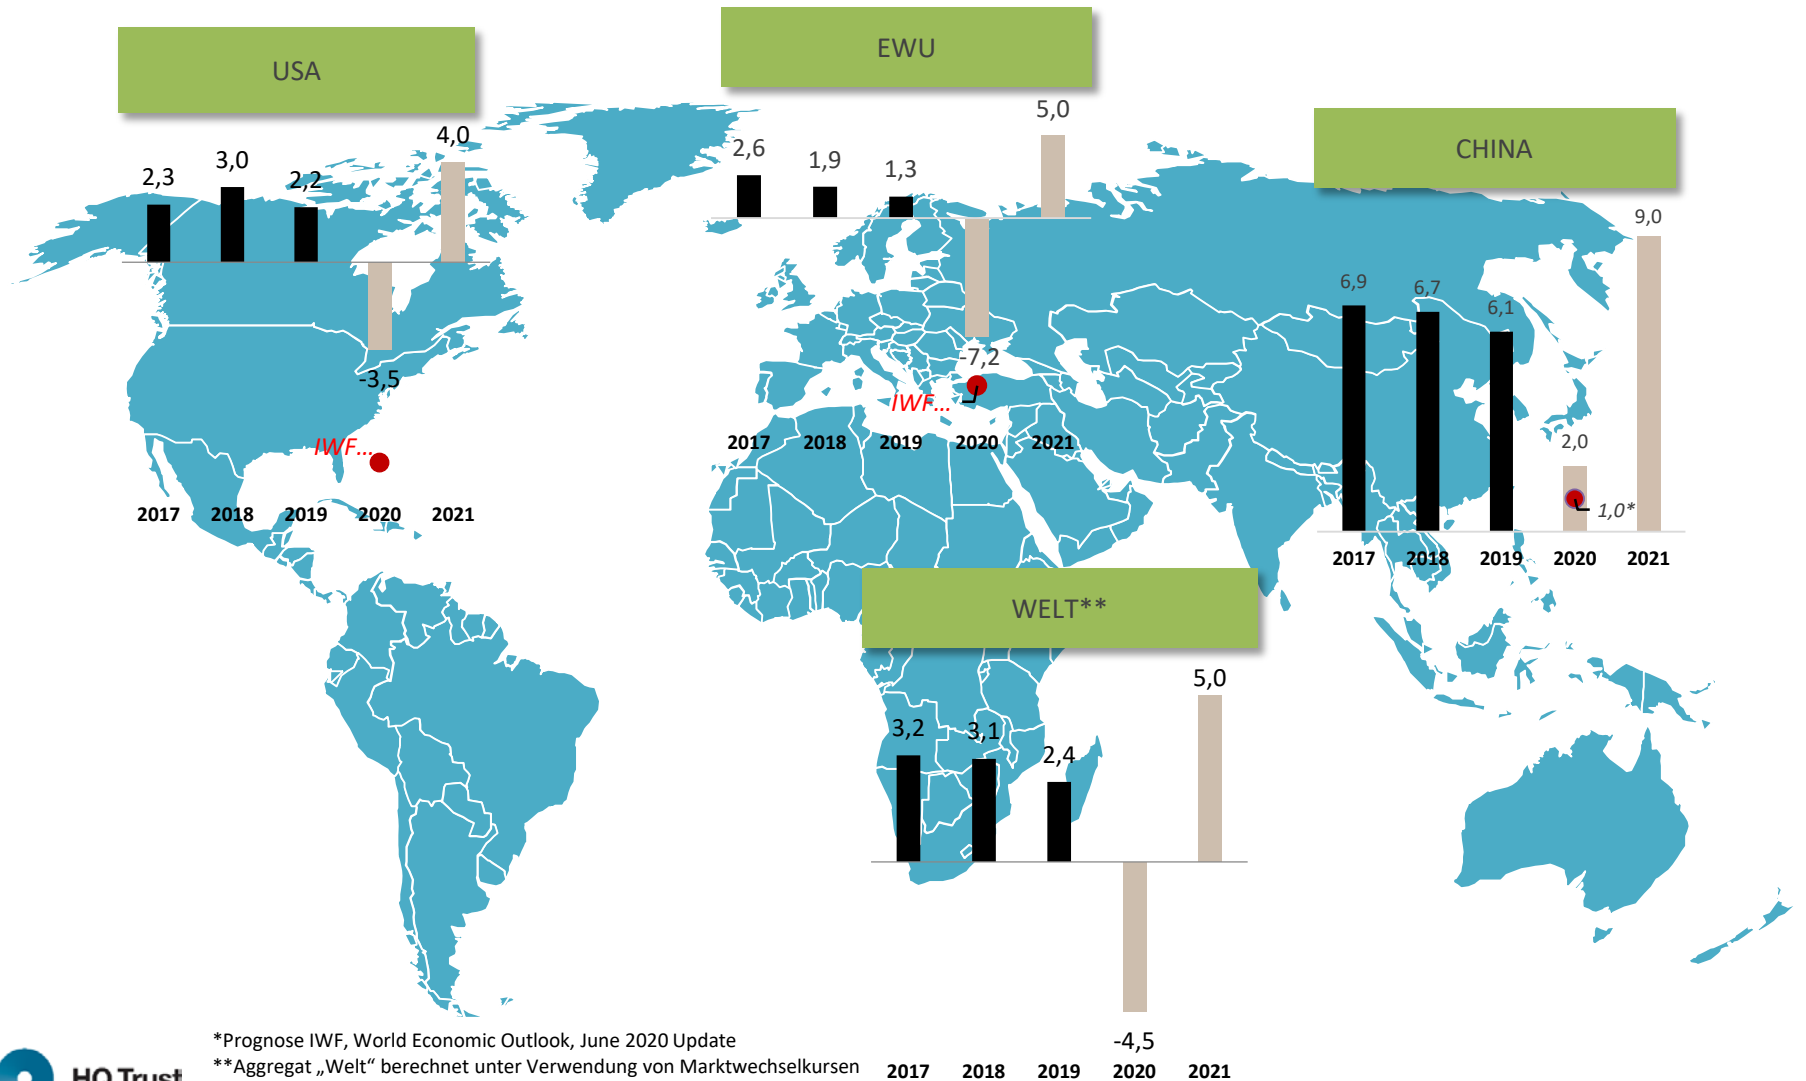 USA
4,0
3,0
2,3
2,2
-3,5
IWF...
2017 2018 2019 2020 2021
EWU
5,0
2,6
1,9
1,3
-7,2
IWF...
2017 2018 2019 2020 2021
CHINA
9,0
6,9
6,7
6,1
2,0
1,0*
2017 2018 2019 2020 2021
WELT**
5,0
3,2
3,1
2,4
-4,5
2017 2018 2019 2020 2021
*Prognose IWF, World Economic Outlook, June 2020 Update
**Aggregat „Welt“ berechnet unter Verwendung von Marktwechselkursen
HQ Trust